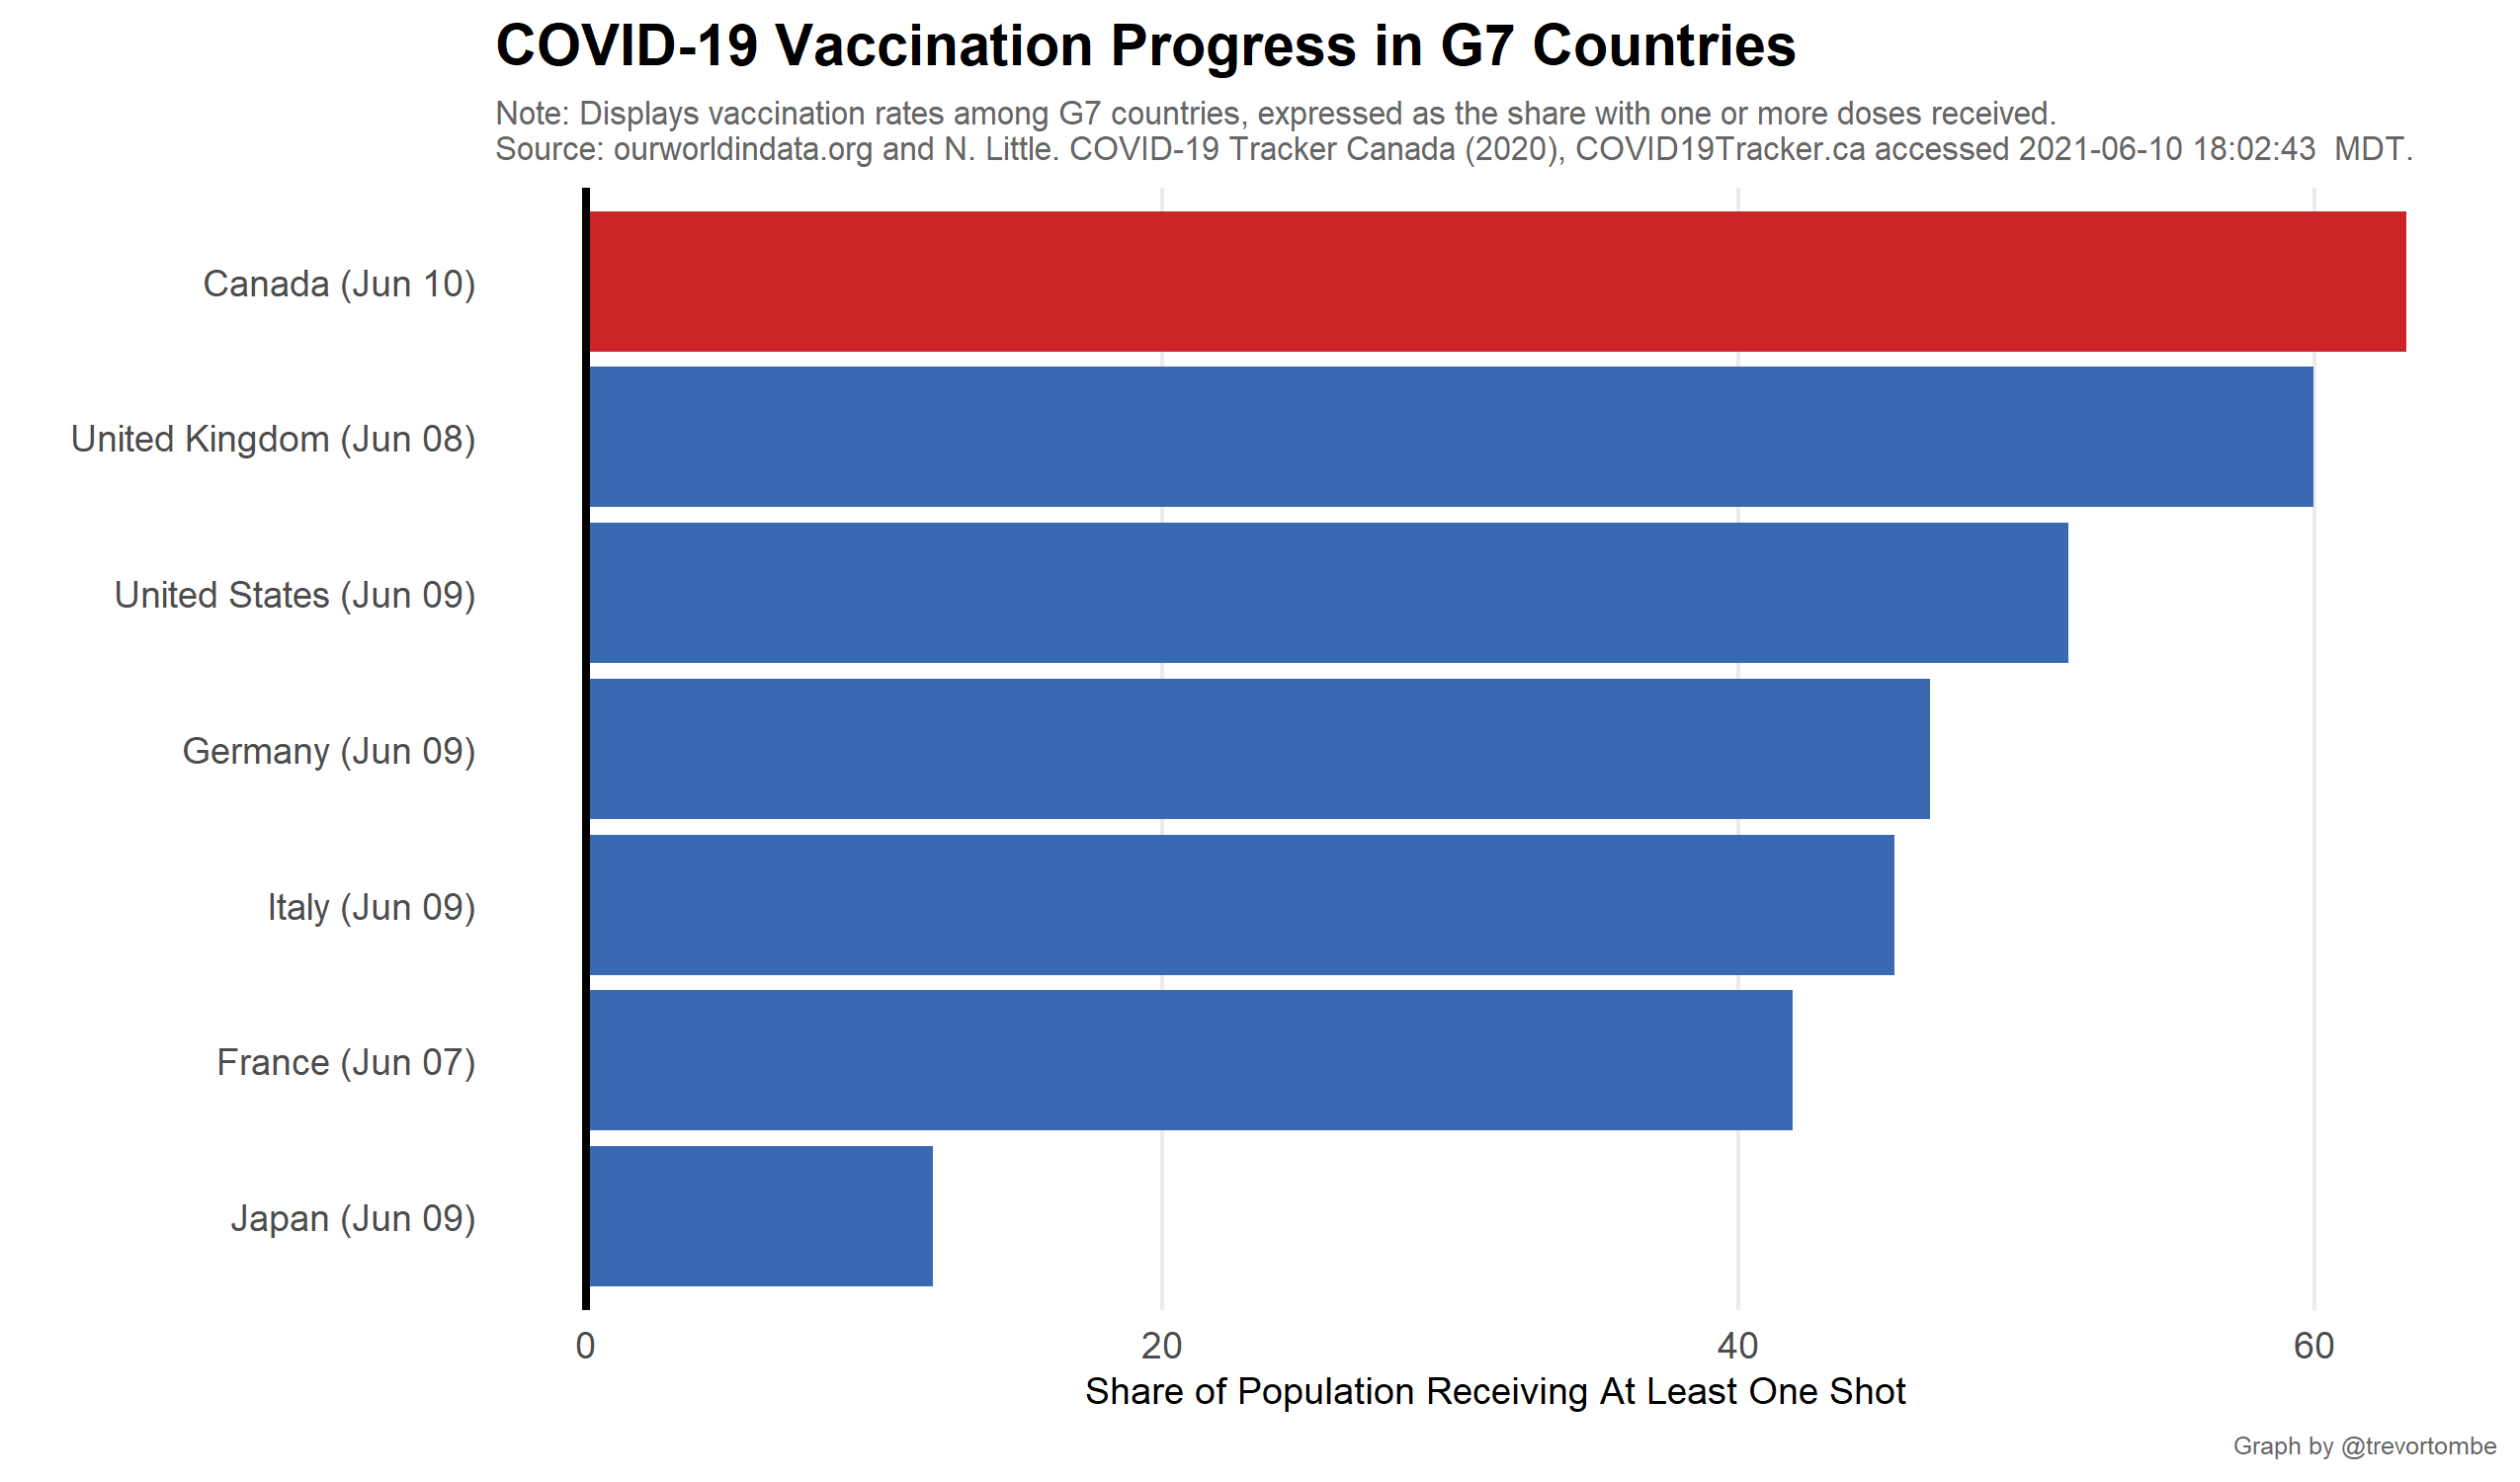 COVID-19 Vaccination Progress in G7 Countries
Note: Displays vaccination rates among G7 countries, expressed as the share with one or more doses received.
Source: ourworldindata.org and N. Little. COVID-19 Tracker Canada (2020), COVID19Tracker.ca accessed 2021-06-10 18:02:43  MDT.
Canada (Jun 10)
United Kingdom (Jun 08)
United States (Jun 09)
Germany (Jun 09)
Italy (Jun 09)
France (Jun 07)
Japan (Jun 09)
0 20 40 60
Share of Population Receiving At Least One Shot
Graph by @trevortombe